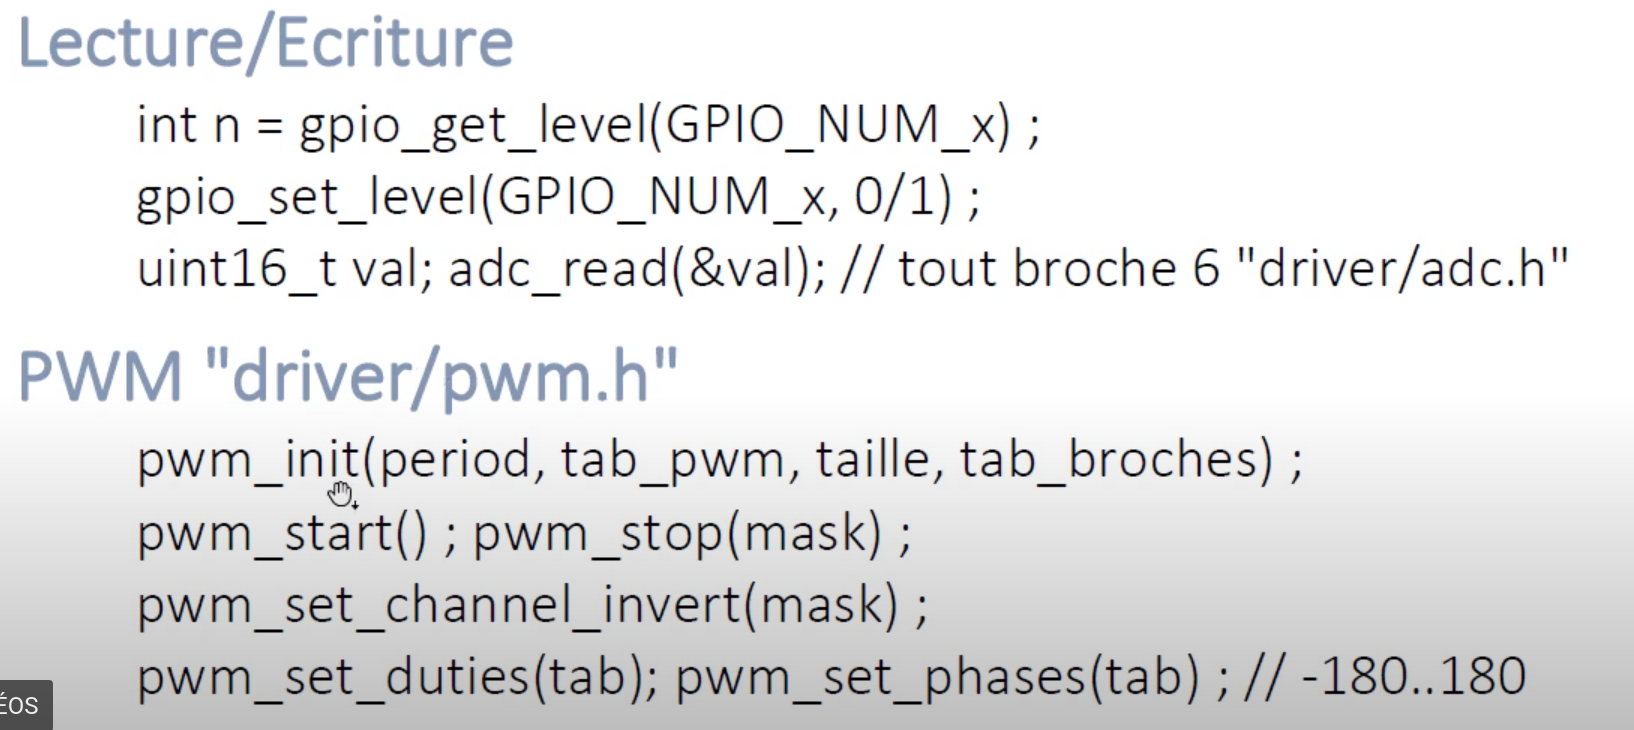 Lecture/Ecriture
int n = gpio_get_level(GPIO_NUM_x) ;
gpio_set_level(GPIO_NUM_x, 0/1) ;
uint16_t val; adc_read(&val); // tout broche 6 "driver/adc.h"
PWM "driver/pwm.h"
pwm_init(period, tab_pwm, taille, tab_broches) ;
pwm_start() ; pwm_stop(mask) ;
pwm_set_channel_invert(mask) ;
pwm_set_duties(tab); pwm_set_phases(tab) ; // -180..180
ÉOS